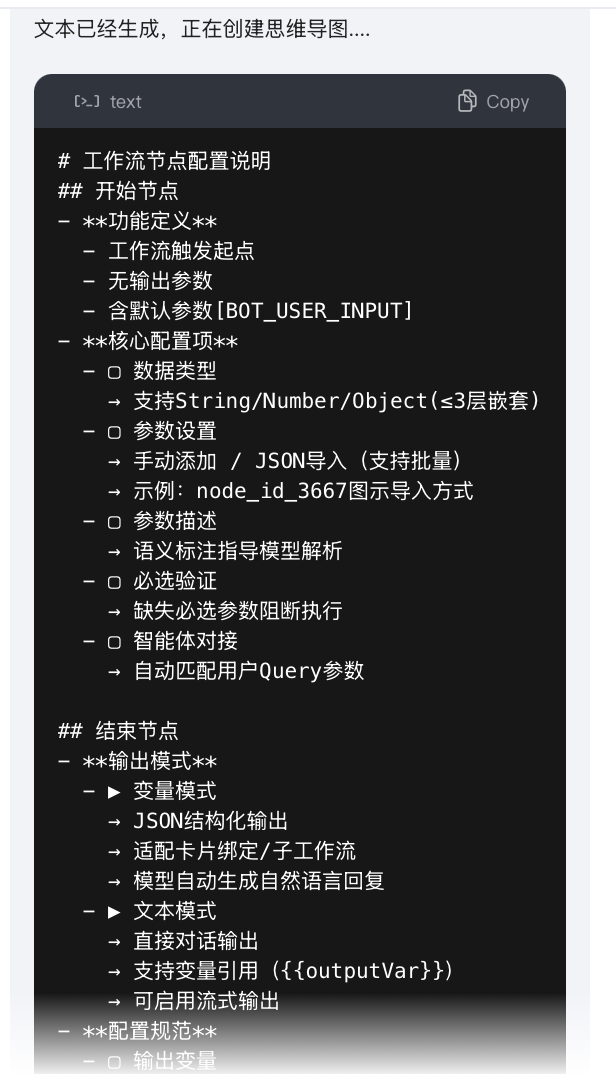 文本已经生成，正在创建思维导图....
text
Copy
# 工作流节点配置说明
## 开始节点
- **功能定义**
- 工作流触发起点
- 无输出参数
- 含默认参数[BOT_USER_INPUT]
- **核心配置项**
- ▢ 数据类型
→ 支持String/Number/Object(≤3层嵌套)
- ▢ 参数设置
→ 手动添加 / JSON导入（支持批量）
→ 示例：node_id_3667图示导入方式
- ▢ 参数描述
→ 语义标注指导模型解析
- ▢ 必选验证
→ 缺失必选参数阻断执行
- ▢ 智能体对接
→ 自动匹配用户Query参数
## 结束节点
- **输出模式**
- ▶ 变量模式
→ JSON结构化输出
→ 适配卡片绑定/子工作流
→ 模型自动生成自然语言回复
- ▶ 文本模式
→ 直接对话输出
→ 支持变量引用（{{outputVar}}）
→ 可启用流式输出
- **配置规范**
- ▢ 输出变量